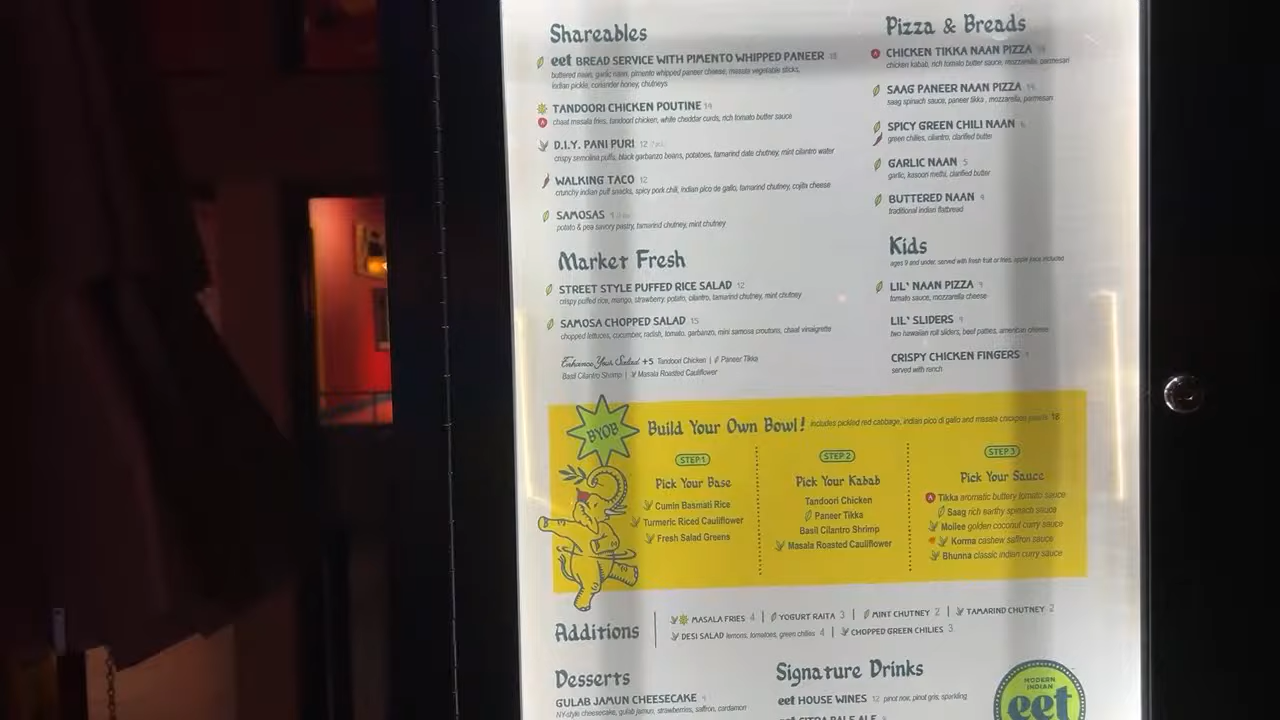 Shareables
eet BREAD SERVICE WITH PIMENTO WHIPPED PANEER 18
buttered naan, garlic naan, pimento whipped paneer cheese, masala vegetable sticks,
indian pickle, coriander honey, chutneys
TANDOORI CHICKEN POUTINE 19
chaat masala fries, tandoori chicken, white cheddar curds, rich tomato butter sauce
D.I.Y. PANI PURI 12
crispy semolina puffs, black garbanzo beans, potatoes, tamarind date chutney, mint cilantro water
WALKING TACO 12
crunchy indian puff snacks, spicy pork chili, indian pico de gallo, tamarind chutney, cojita cheese
SAMOSAS
potato & pea savory pastry, tamarind chutney, mint chutney
Market Fresh
STREET STYLE PUFFED RICE SALAD 12
crispy puffed rice, mango, strawberry, potato, cilantro, tamarind chutney, mint chutney
SAMOSA CHOPPED SALAD 15
chopped lettuces, cucumber, radish, tomato, garbanzo, mini samosa croutons, chaat vinaigrette
Enhance Your Salad +5 Tandoori Chicken | Paneer Tikka
Basil Cilantro Shrimp | Masala Roasted Cauliflower
Pizza & Breads
CHICKEN TIKKA NAAN PIZZA
chicken kabab, rich tomato butter sauce, mozzarella, parmesan
SAAG PANEER NAAN PIZZA
saag spinach sauce, paneer tikka, mozzarella, parmesan
SPICY GREEN CHILI NAAN
green chilies, cilantro, clarified butter
GARLIC NAAN 5
garlic, kasoori methi, clarified butter
BUTTERED NAAN 4
traditional indian flatbread
Kids
ages 9 and under, served with fresh fruit or fries, apple juice included
LIL' NAAN PIZZA 9
tomato sauce, mozzarella cheese
LIL' SLIDERS 9
two hawaiian roll sliders, beef patties, american cheese
CRISPY CHICKEN FINGERS
served with ranch
BYOB
Build Your Own Bowl! includes pickled red cabbage, indian pico di gallo and masala chickpea 18
STEP 1
Pick Your Base
Cumin Basmati Rice
Turmeric Riced Cauliflower
Fresh Salad Greens
STEP 2
Pick Your Kabab
Tandoori Chicken
Paneer Tikka
Basil Cilantro Shrimp
Masala Roasted Cauliflower
STEP 3
Pick Your Sauce
Tikka aromatic buttery tomato sauce
Saag rich earthy spinach sauce
Moilee golden coconut curry sauce
Korma cashew saffron sauce
Bhunna classic indian curry sauce
Additions
MASALA FRIES 4 | YOGURT RAITA 3 | MINT CHUTNEY 2 | TAMARIND CHUTNEY 2
DESI SALAD lemons, tomatoes, green chilies 4 | CHOPPED GREEN CHILIES 3
Desserts
GULAB JAMUN CHEESECAKE
NY-style cheesecake, gulab jamun, strawberries, saffron, cardamon
Signature Drinks
eet HOUSE WINES 12 pinot noir, pinot gris, sparkling
eet CITRA PALE ALE
MODERN
INDIAN
eet